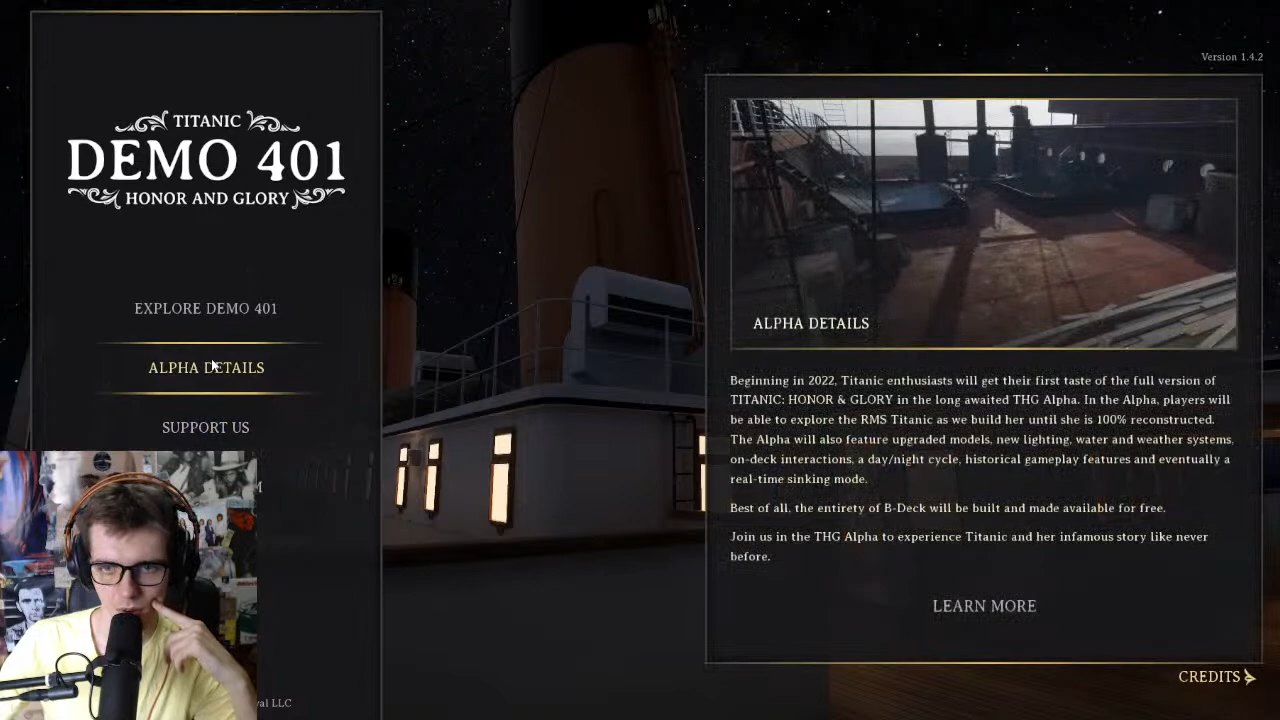 Version 1.4.2
TITANIC
DEMO 401
HONOR AND GLORY
EXPLORE DEMO 401
ALPHA DETAILS
SUPPORT US
ALPHA DETAILS
Beginning in 2022, Titanic enthusiasts will get their first taste of the full version of
TITANIC: HONOR & GLORY in the long awaited THG Alpha. In the Alpha, players will
be able to explore the RMS Titanic as we build her until she is 100% reconstructed.
The Alpha will also feature upgraded models, new lighting, water and weather systems,
on-deck interactions, a day/night cycle, historical gameplay features and eventually a
real-time sinking mode.
Best of all, the entirety of B-Deck will be built and made available for free.
Join us in the THG Alpha to experience Titanic and her infamous story like never
before.
LEARN MORE
CREDITS
LLC